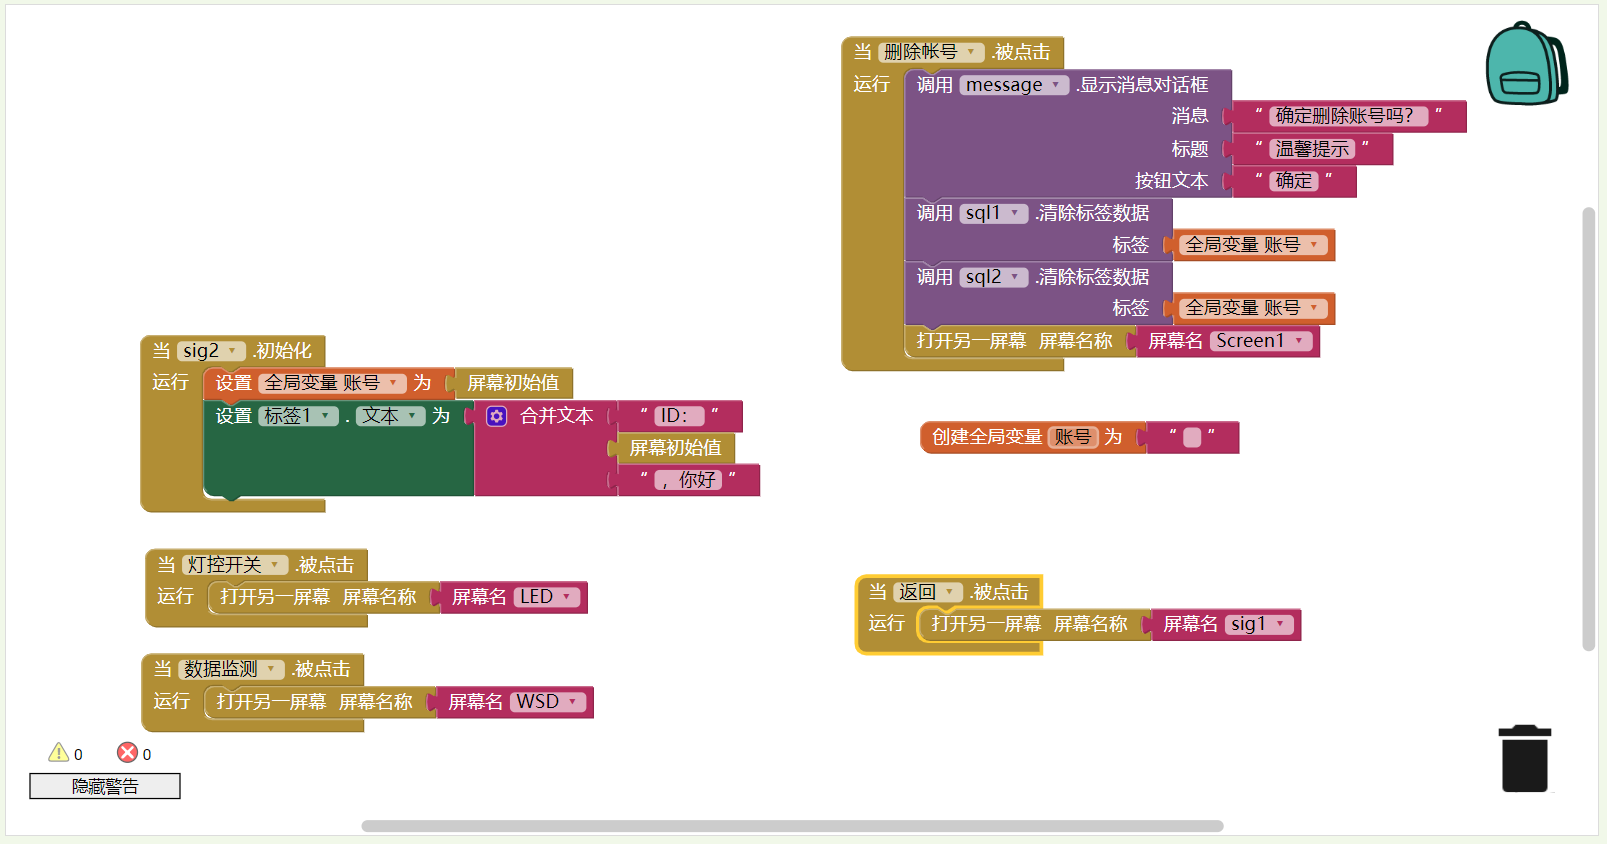 当 删除帐号 .被点击
运行 调用 message .显示消息对话框
消息 “ 确定删除账号吗？ ”
标题 “ 温馨提示 ”
按钮文本 “ 确定 ”
调用 sql1 .清除标签数据
标签 全局变量 账号
调用 sql2 .清除标签数据
标签 全局变量 账号
打开另一屏幕 屏幕名称 屏幕名 Screen1
当 sig2 .初始化
运行 设置 全局变量 账号 为 屏幕初始值
设置 标签1 . 文本 为 合并文本 “ ID： ”
屏幕初始值
“ ，你好 ”
创建全局变量 账号 为 “ ”
当 灯控开关 .被点击
运行 打开另一屏幕 屏幕名称 屏幕名 LED
当 返回 .被点击
运行 打开另一屏幕 屏幕名称 屏幕名 sig1
当 数据监测 .被点击
运行 打开另一屏幕 屏幕名称 屏幕名 WSD
0 0
隐藏警告